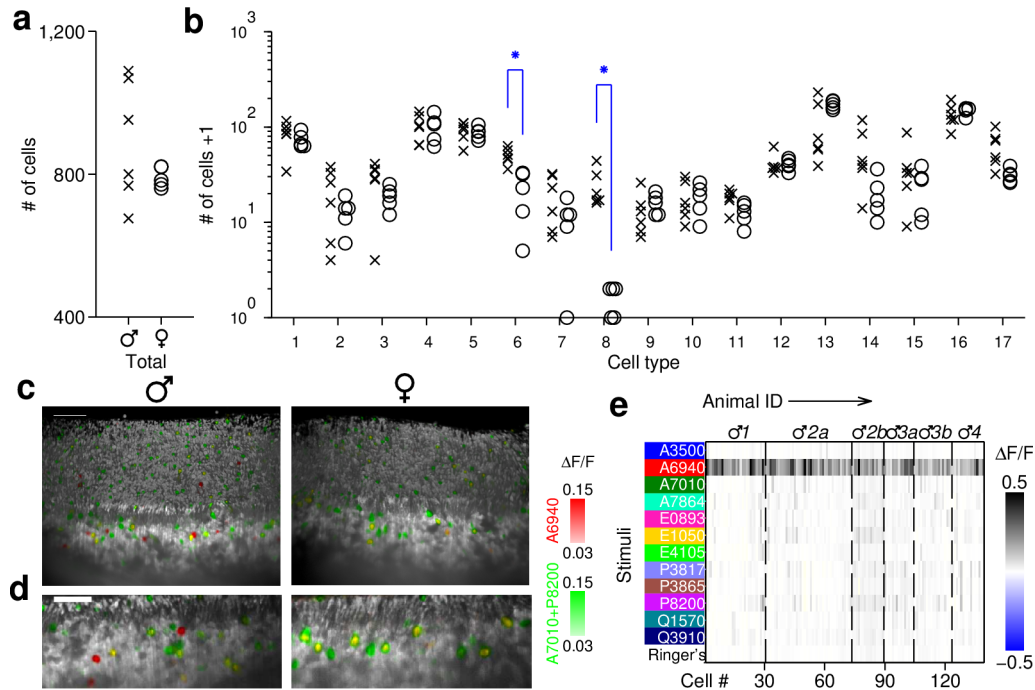 a
1,200
800
400
# of cells
♂ ♀
Total
b
10^3
10^2
10^1
10^0
# of cells +1
*
*
1 2 3 4 5 6 7 8 9 10 11 12 13 14 15 16 17
Cell type
c
♂
♀
d
ΔF/F
0.15
0.03
A6940
0.15
0.03
A7010+P8200
e
Animal ID
♂1 ♂2a ♂2b ♂3a ♂3b ♂4
Stimuli
A3500
A6940
A7010
A7864
E0893
E1050
E4105
P3817
P3865
P8200
Q1570
Q3910
Ringer's
Cell # 30 60 90 120
ΔF/F
0.5
0
−0.5